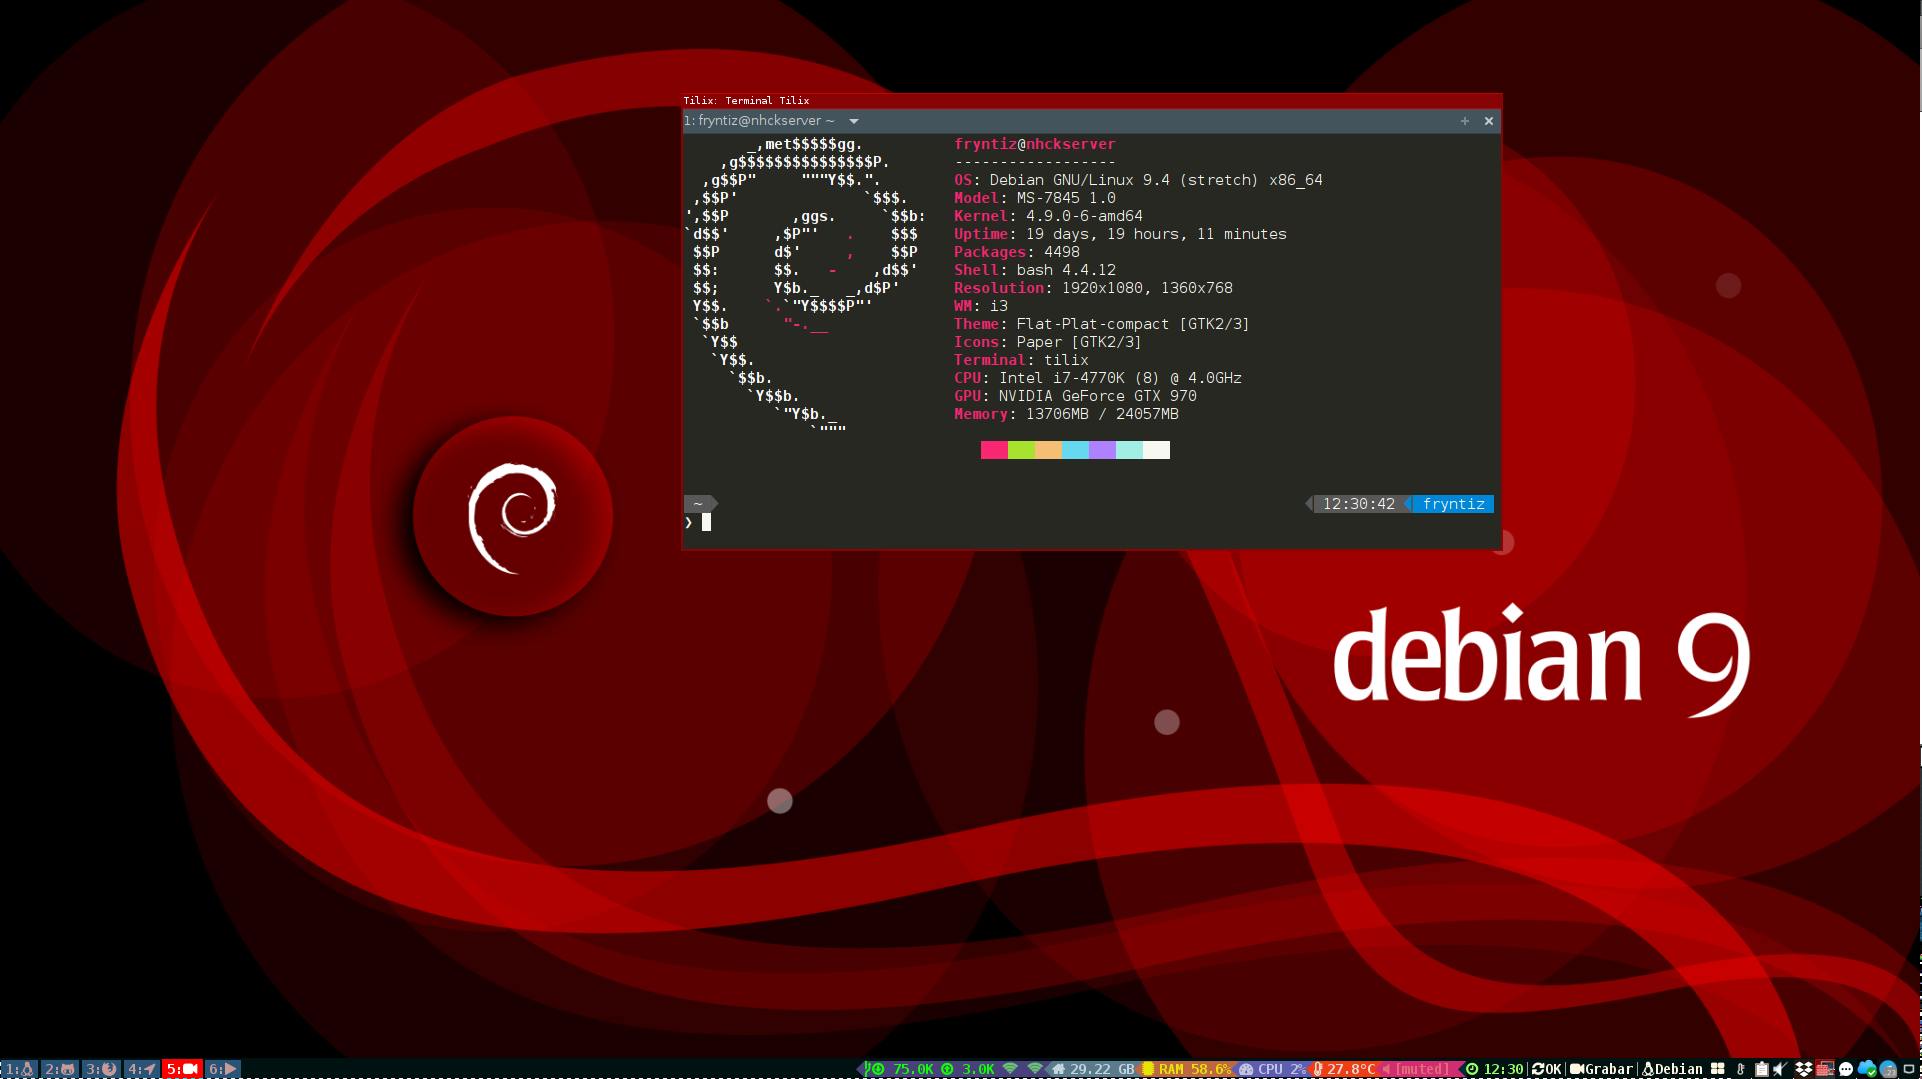 Tilix: Terminal Tilix
1: fryntiz@nhckserver ~
_,met$$$$$gg.
,g$$$$$$$$$$$$$$$P.
,g$$P"     """Y$$.".
,$$P'              `$$$.
',$$P       ,ggs.     `$$b:
`d$$'     ,$P"'   .    $$$
$$P      d$'     ,    $$P
$$:      $$.   -    ,d$$'
$$;      Y$b._   _,d$P'
Y$$.    `.`"Y$$$$P"'
`$$b      "-.__
`Y$$
`Y$$.
`$$b.
`Y$$b.
`"Y$b._
`"""
fryntiz@nhckserver
------------------
OS: Debian GNU/Linux 9.4 (stretch) x86_64
Model: MS-7845 1.0
Kernel: 4.9.0-6-amd64
Uptime: 19 days, 19 hours, 11 minutes
Packages: 4498
Shell: bash 4.4.12
Resolution: 1920x1080, 1360x768
WM: i3
Theme: Flat-Plat-compact [GTK2/3]
Icons: Paper [GTK2/3]
Terminal: tilix
CPU: Intel i7-4770K (8) @ 4.0GHz
GPU: NVIDIA GeForce GTX 970
Memory: 13706MB / 24057MB
~ 12:30:42 fryntiz
❯
debian 9
1: 2: 3: 4: 5: 6: 75.0K 3.0K 29.22 GB RAM 58.6% CPU 2% 27.8°C [muted] 12:30 OK Grabar Debian